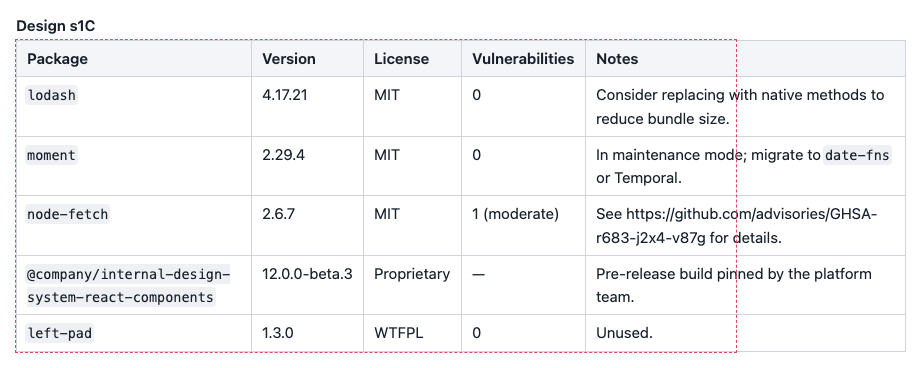 Design s1C
Package Version License Vulnerabilities Notes
lodash 4.17.21 MIT 0 Consider replacing with native methods to
reduce bundle size.
moment 2.29.4 MIT 0 In maintenance mode; migrate to date-fns
or Temporal.
node-fetch 2.6.7 MIT 1 (moderate) See https://github.com/advisories/GHSA-
r683-j2x4-v87g for details.
@company/internal-design- 12.0.0-beta.3 Proprietary — Pre-release build pinned by the platform
system-react-components team.
left-pad 1.3.0 WTFPL 0 Unused.